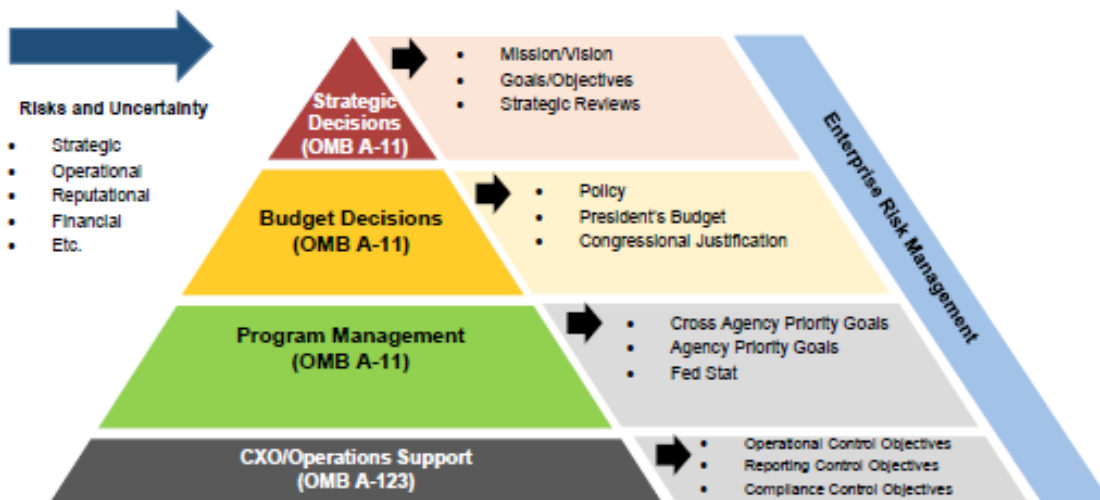 Risks and Uncertainty
• Strategic
• Operational
• Reputational
• Financial
• Etc.
Strategic
Decisions
(OMB A-11)
• Mission/Vision
• Goals/Objectives
• Strategic Reviews
Budget Decisions
(OMB A-11)
• Policy
• President's Budget
• Congressional Justification
Program Management
(OMB A-11)
• Cross Agency Priority Goals
• Agency Priority Goals
• Fed Stat
CXO/Operations Support
(OMB A-123)
• Operational Control Objectives
• Reporting Control Objectives
• Compliance Control Objectives
Enterprise Risk Management